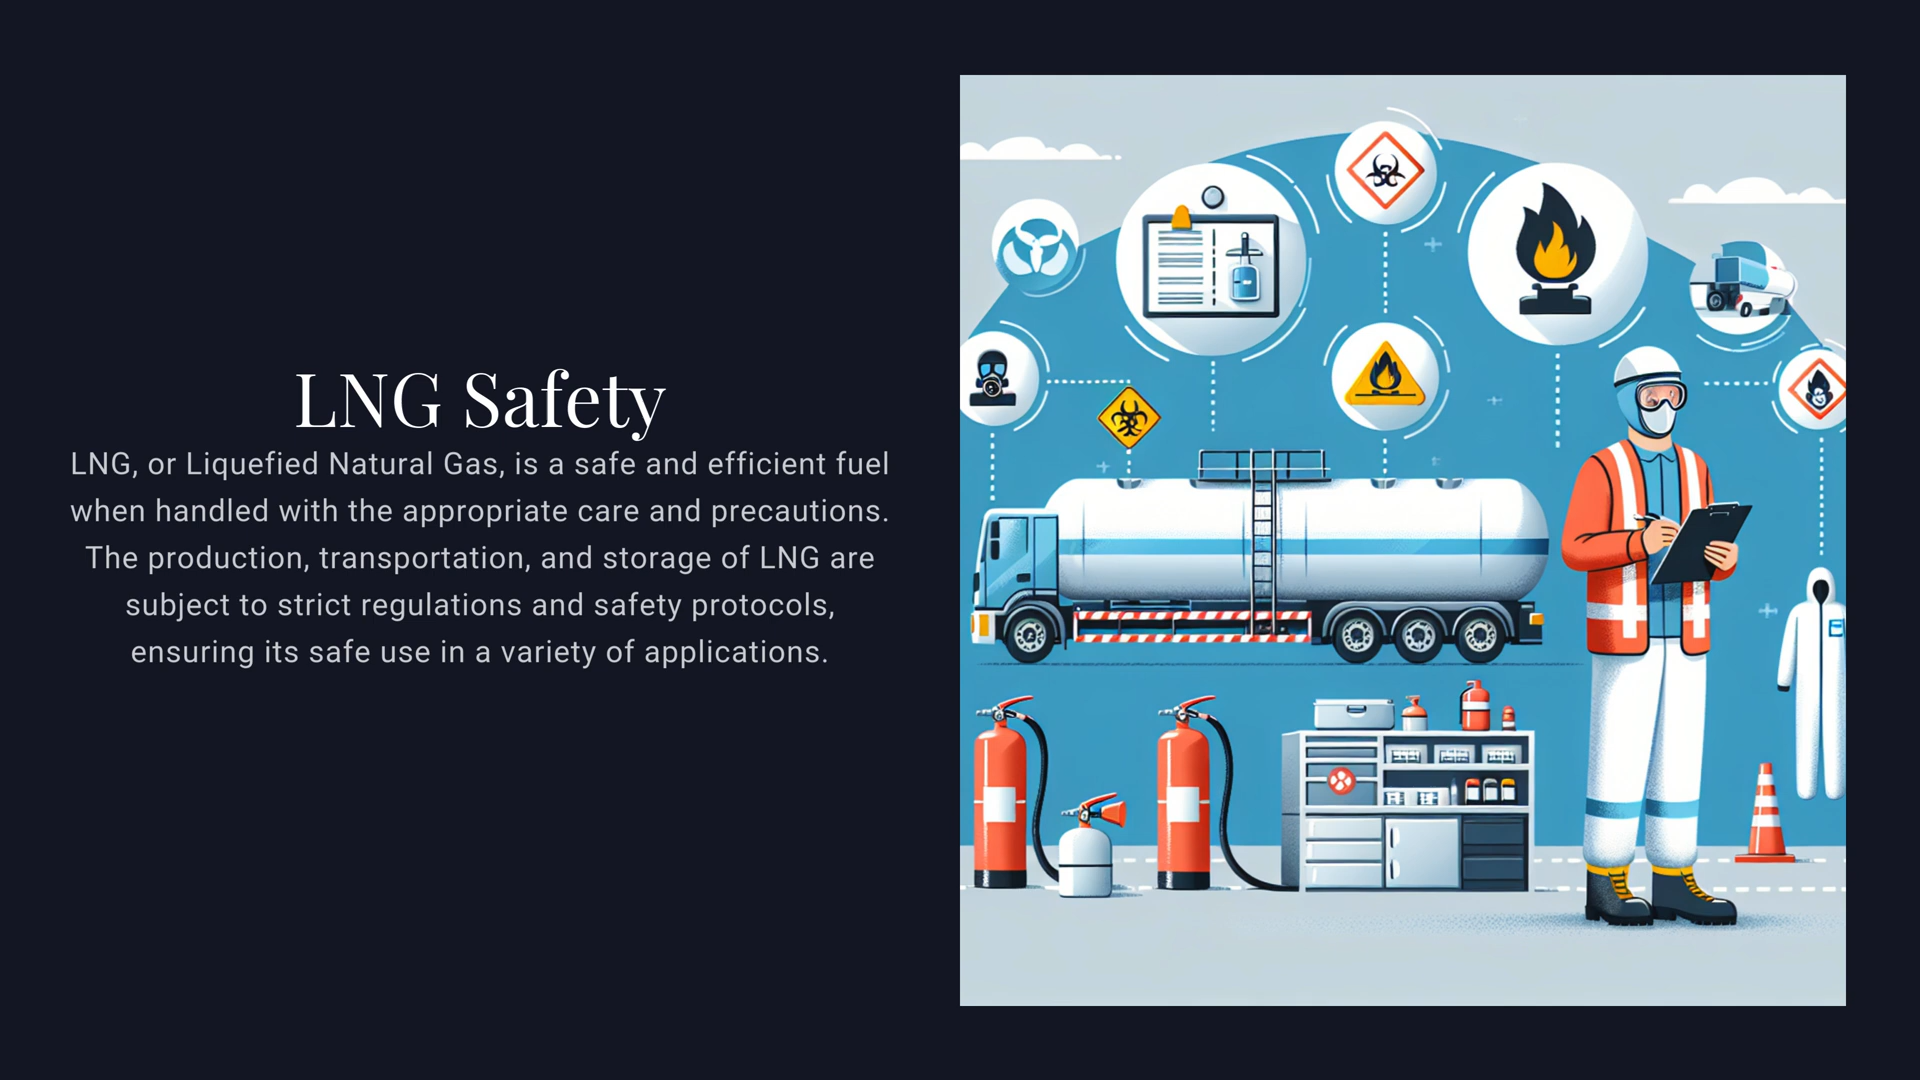 LNG Safety
LNG, or Liquefied Natural Gas, is a safe and efficient fuel
when handled with the appropriate care and precautions.
The production, transportation, and storage of LNG are
subject to strict regulations and safety protocols,
ensuring its safe use in a variety of applications.